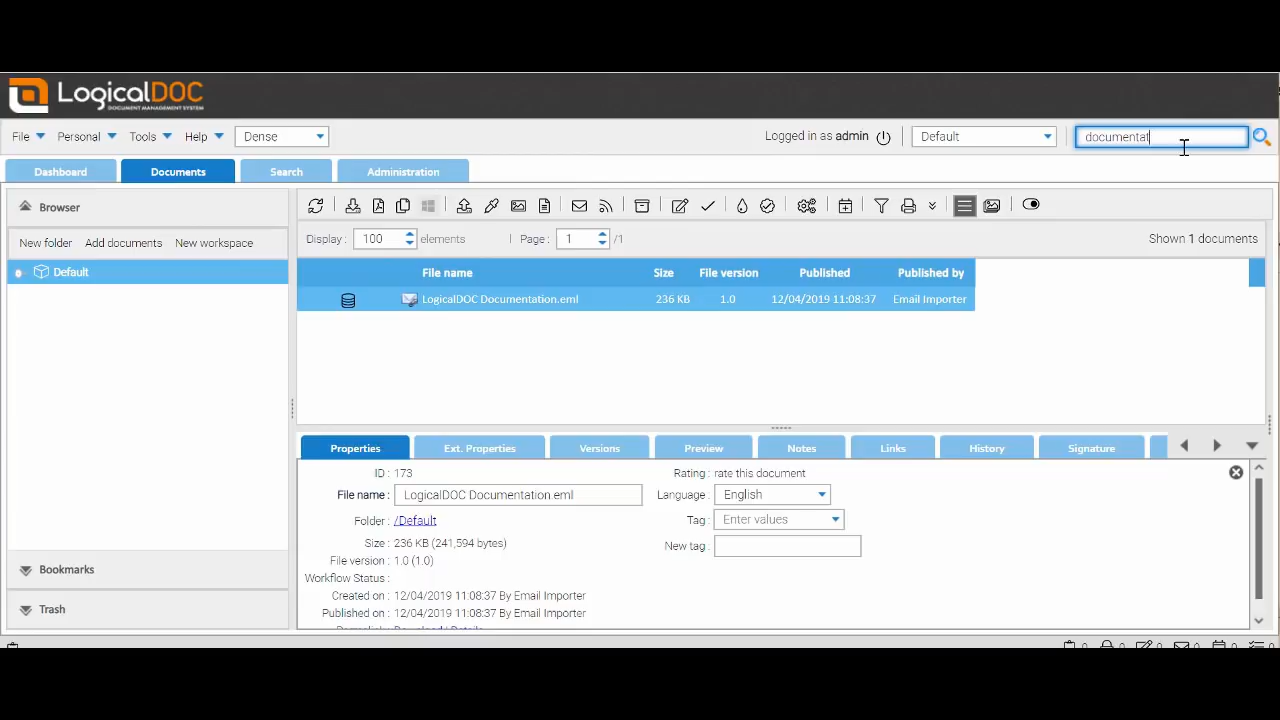 LogicalDOC
DOCUMENT MANAGEMENT SYSTEM
File Personal Tools Help Dense Logged in as admin Default documentat
Dashboard Documents Search Administration
Browser
New folder Add documents New workspace
Default
Bookmarks
Trash
Display : 100 elements Page : 1 /1 Shown 1 documents
File name Size File version Published Published by
LogicalDOC Documentation.eml 236 KB 1.0 12/04/2019 11:08:37 Email Importer
Properties Ext. Properties Versions Preview Notes Links History Signature
ID : 173 Rating : rate this document
File name : LogicalDOC Documentation.eml Language : English
Folder : /Default Tag : Enter values
Size : 236 KB (241,594 bytes) New tag :
File version : 1.0 (1.0)
Workflow Status :
Created on : 12/04/2019 11:08:37 By Email Importer
Published on : 12/04/2019 11:08:37 By Email Importer